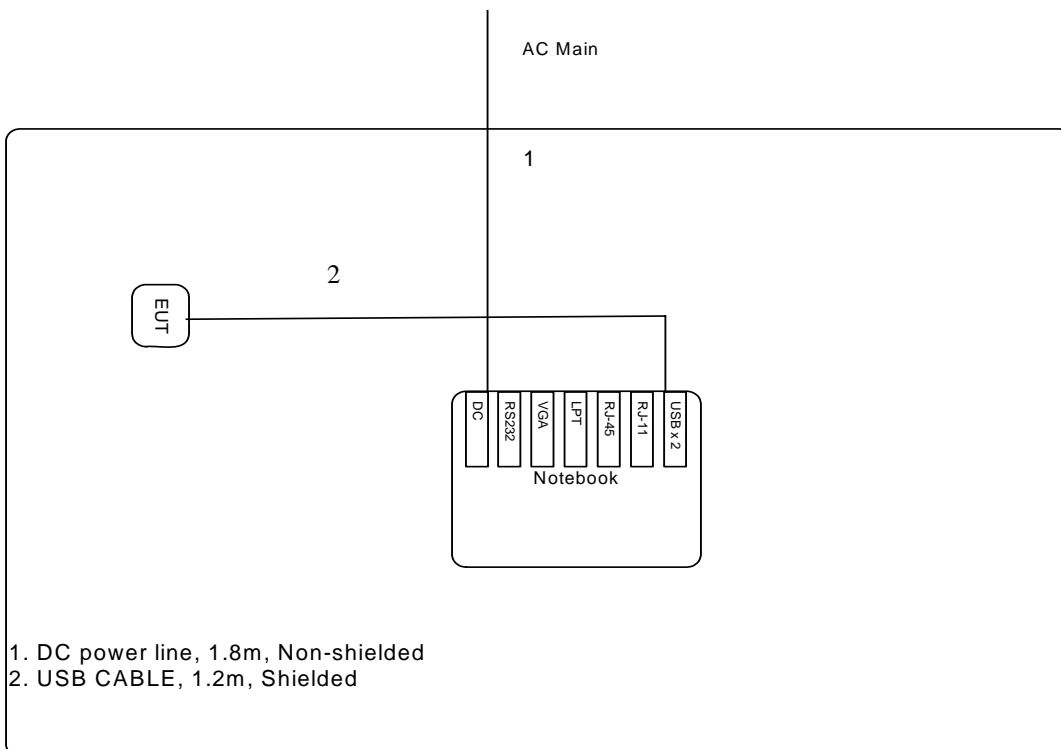 AC Main
1
2
EUT
DC
RS232
VGA
LPT
RJ-45
RJ-11
USB x 2
Notebook
1. DC power line, 1.8m, Non-shielded
2. USB CABLE, 1.2m, Shielded